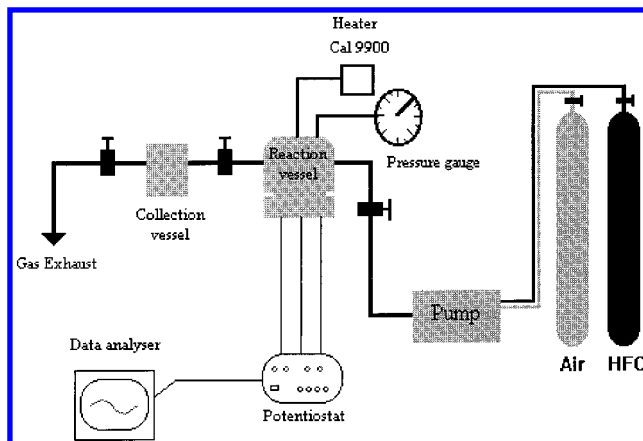 Heater
Cal 9900
Reaction
vessel
Pressure gauge
Collection
vessel
Gas Exhaust
Pump
Data analyser
Potentiostat
Air
HFC